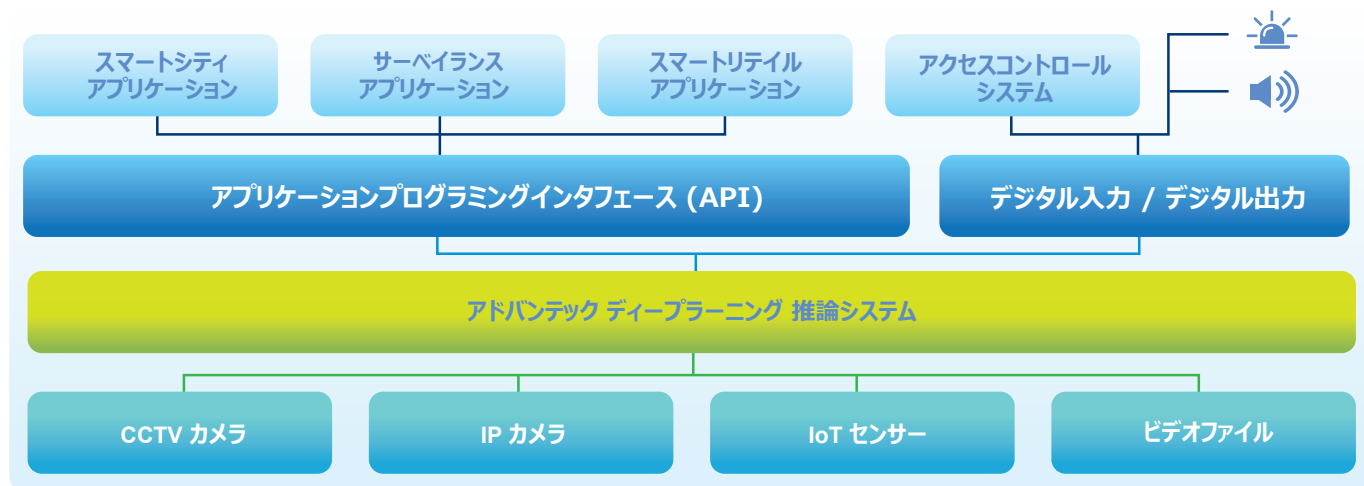 スマートシティ
アプリケーション
サーベイランス
アプリケーション
スマートリテイル
アプリケーション
アクセスコントロール
システム
アプリケーションプログラミングインタフェース (API)
デジタル入力 / デジタル出力
アドバンテック ディープラーニング 推論システム
CCTV カメラ
IP カメラ
IoT センサー
ビデオファイル